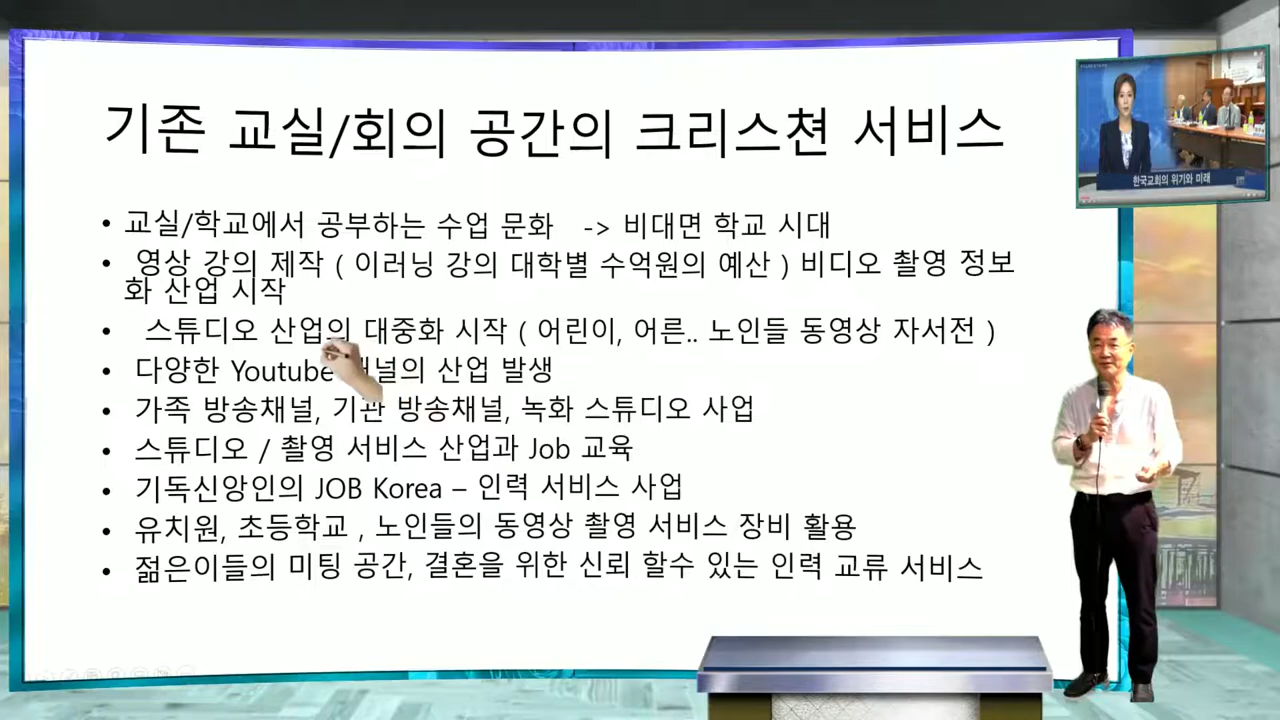 기존 교실/회의 공간의 크리스쳔 서비스
한국교회의 위기와 미래
• 교실/학교에서 공부하는 수업 문화 -> 비대면 학교 시대
• 영상 강의 제작 ( 이러닝 강의 대학별 수억원의 예산 ) 비디오 촬영 정보
화 산업 시작
• 스튜디오 산업의 대중화 시작 ( 어린이, 어른.. 노인들 동영상 자서전 )
• 다양한 Youtube 채널의 산업 발생
• 가족 방송채널, 기관 방송채널, 녹화 스튜디오 사업
• 스튜디오 / 촬영 서비스 산업과 Job 교육
• 기독신앙인의 JOB Korea – 인력 서비스 사업
• 유치원, 초등학교 , 노인들의 동영상 촬영 서비스 장비 활용
• 젊은이들의 미팅 공간, 결혼을 위한 신뢰 할수 있는 인력 교류 서비스